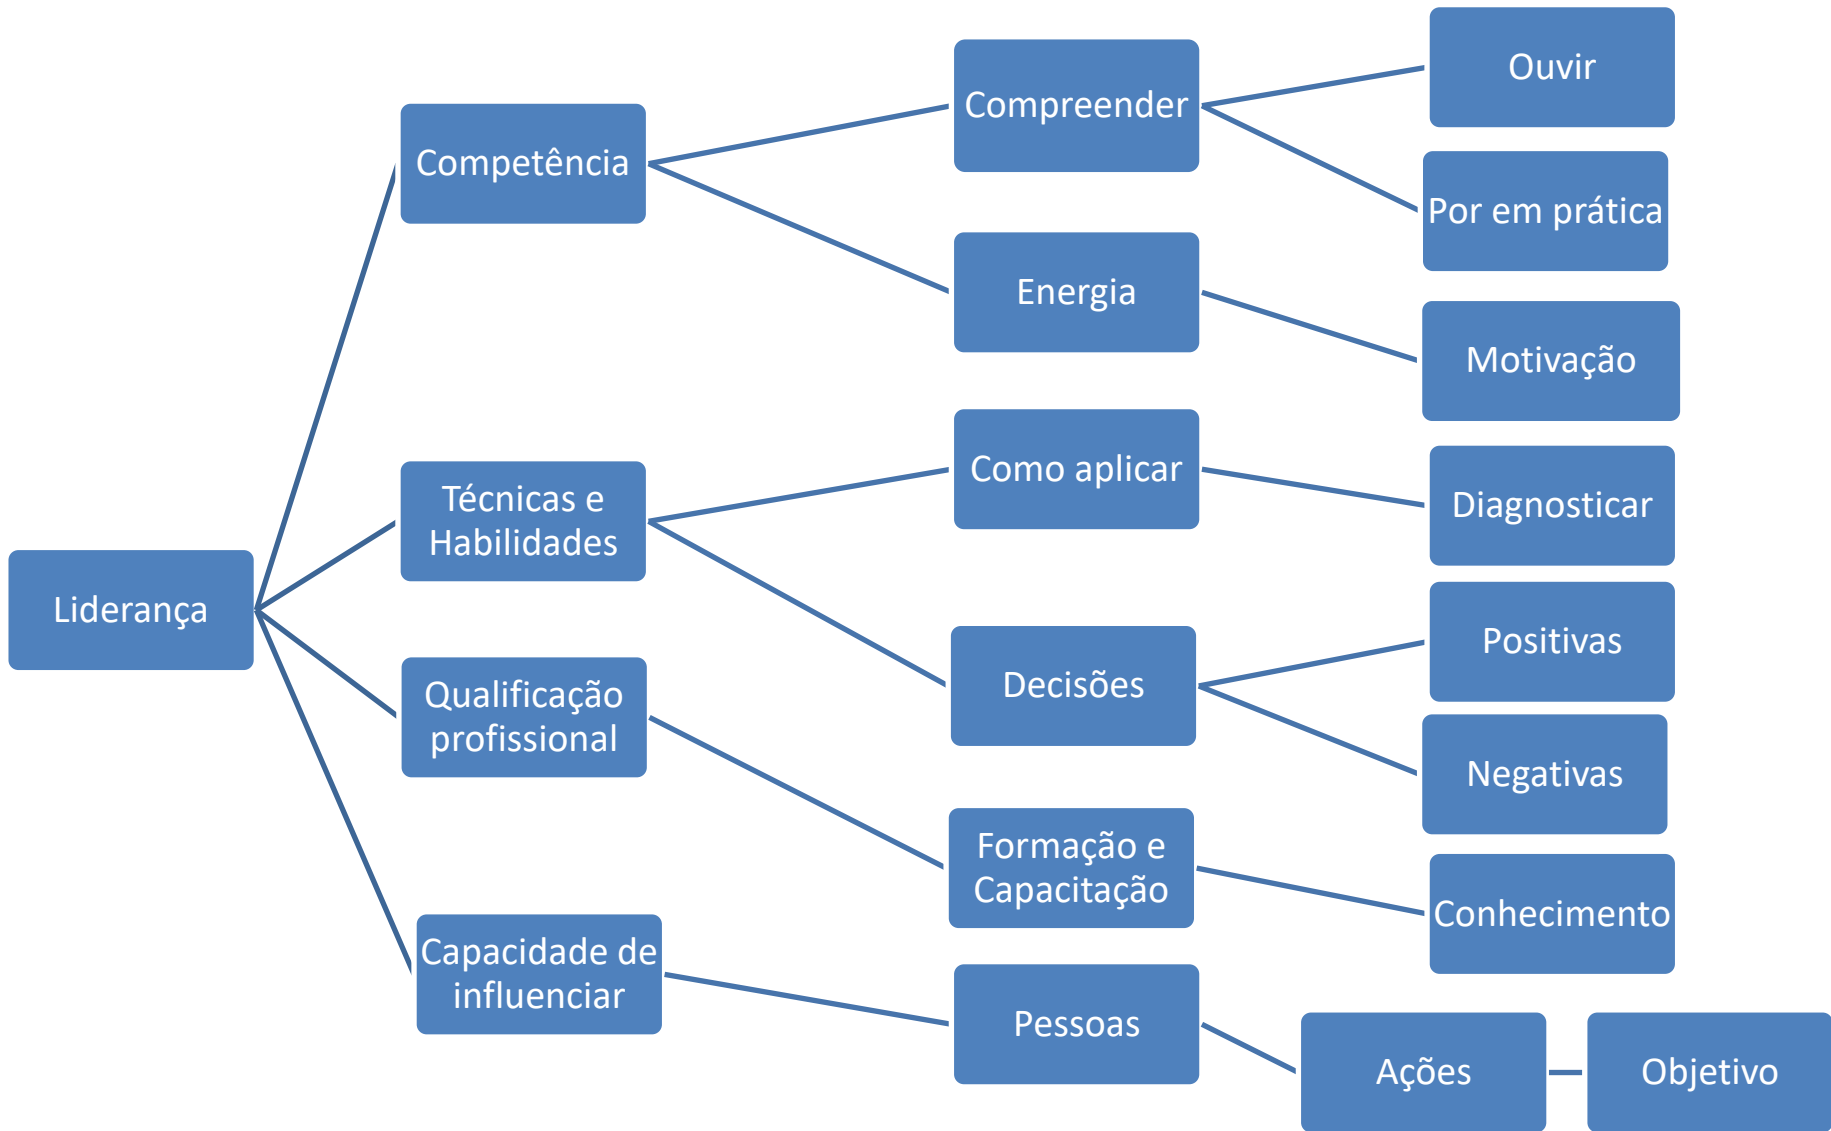 Liderança
Competência
Compreender
Ouvir
Por em prática
Energia
Motivação
Técnicas e
Habilidades
Como aplicar
Diagnosticar
Decisões
Positivas
Negativas
Qualificação
profissional
Formação e
Capacitação
Conhecimento
Capacidade de
influenciar
Pessoas
Ações
Objetivo